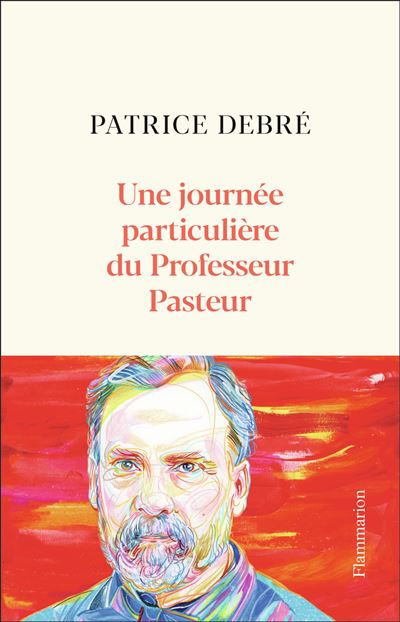 PATRICE DEBRÉ
Une journée
particulière
du Professeur
Pasteur
Flammarion